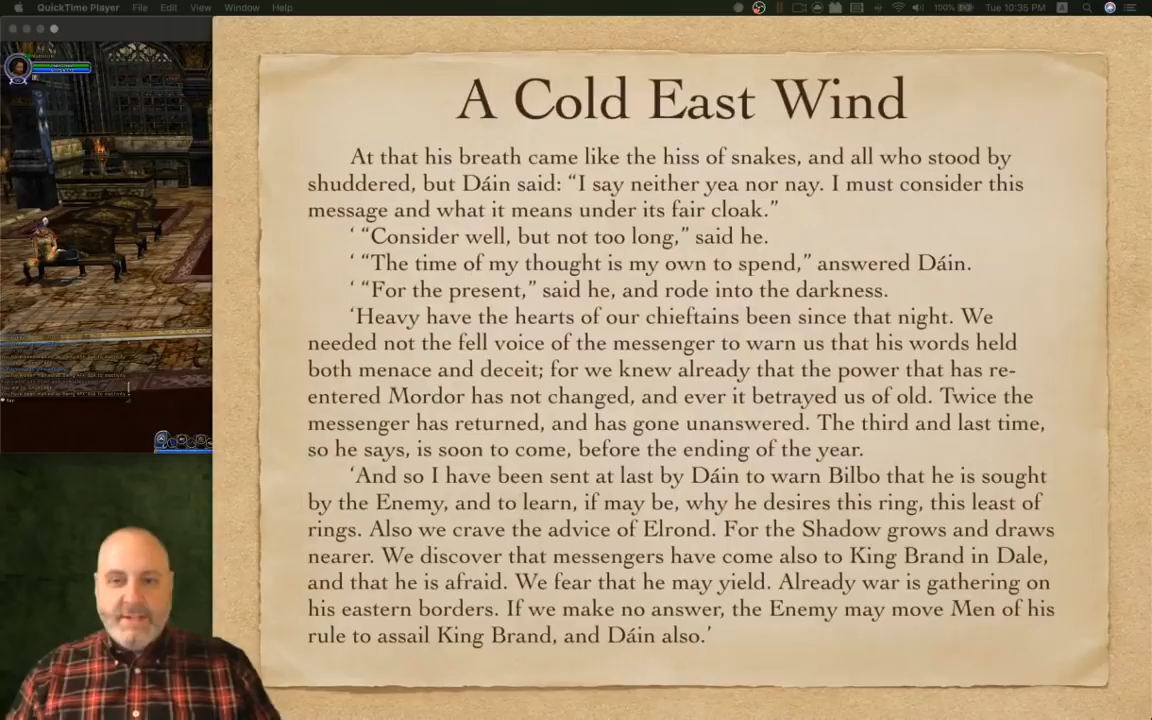 QuickTime Player File Edit View Window Help 100% Tue 10:35 PM
A Cold East Wind
At that his breath came like the hiss of snakes, and all who stood by
shuddered, but Dáin said: “I say neither yea nor nay. I must consider this
message and what it means under its fair cloak.”
‘ “Consider well, but not too long,” said he.
‘ “The time of my thought is my own to spend,” answered Dáin.
‘ “For the present,” said he, and rode into the darkness.
‘Heavy have the hearts of our chieftains been since that night. We
needed not the fell voice of the messenger to warn us that his words held
both menace and deceit; for we knew already that the power that has re-
entered Mordor has not changed, and ever it betrayed us of old. Twice the
messenger has returned, and has gone unanswered. The third and last time,
so he says, is soon to come, before the ending of the year.
‘And so I have been sent at last by Dáin to warn Bilbo that he is sought
by the Enemy, and to learn, if may be, why he desires this ring, this least of
rings. Also we crave the advice of Elrond. For the Shadow grows and draws
nearer. We discover that messengers have come also to King Brand in Dale,
and that he is afraid. We fear that he may yield. Already war is gathering on
his eastern borders. If we make no answer, the Enemy may move Men of his
rule to assail King Brand, and Dáin also.’